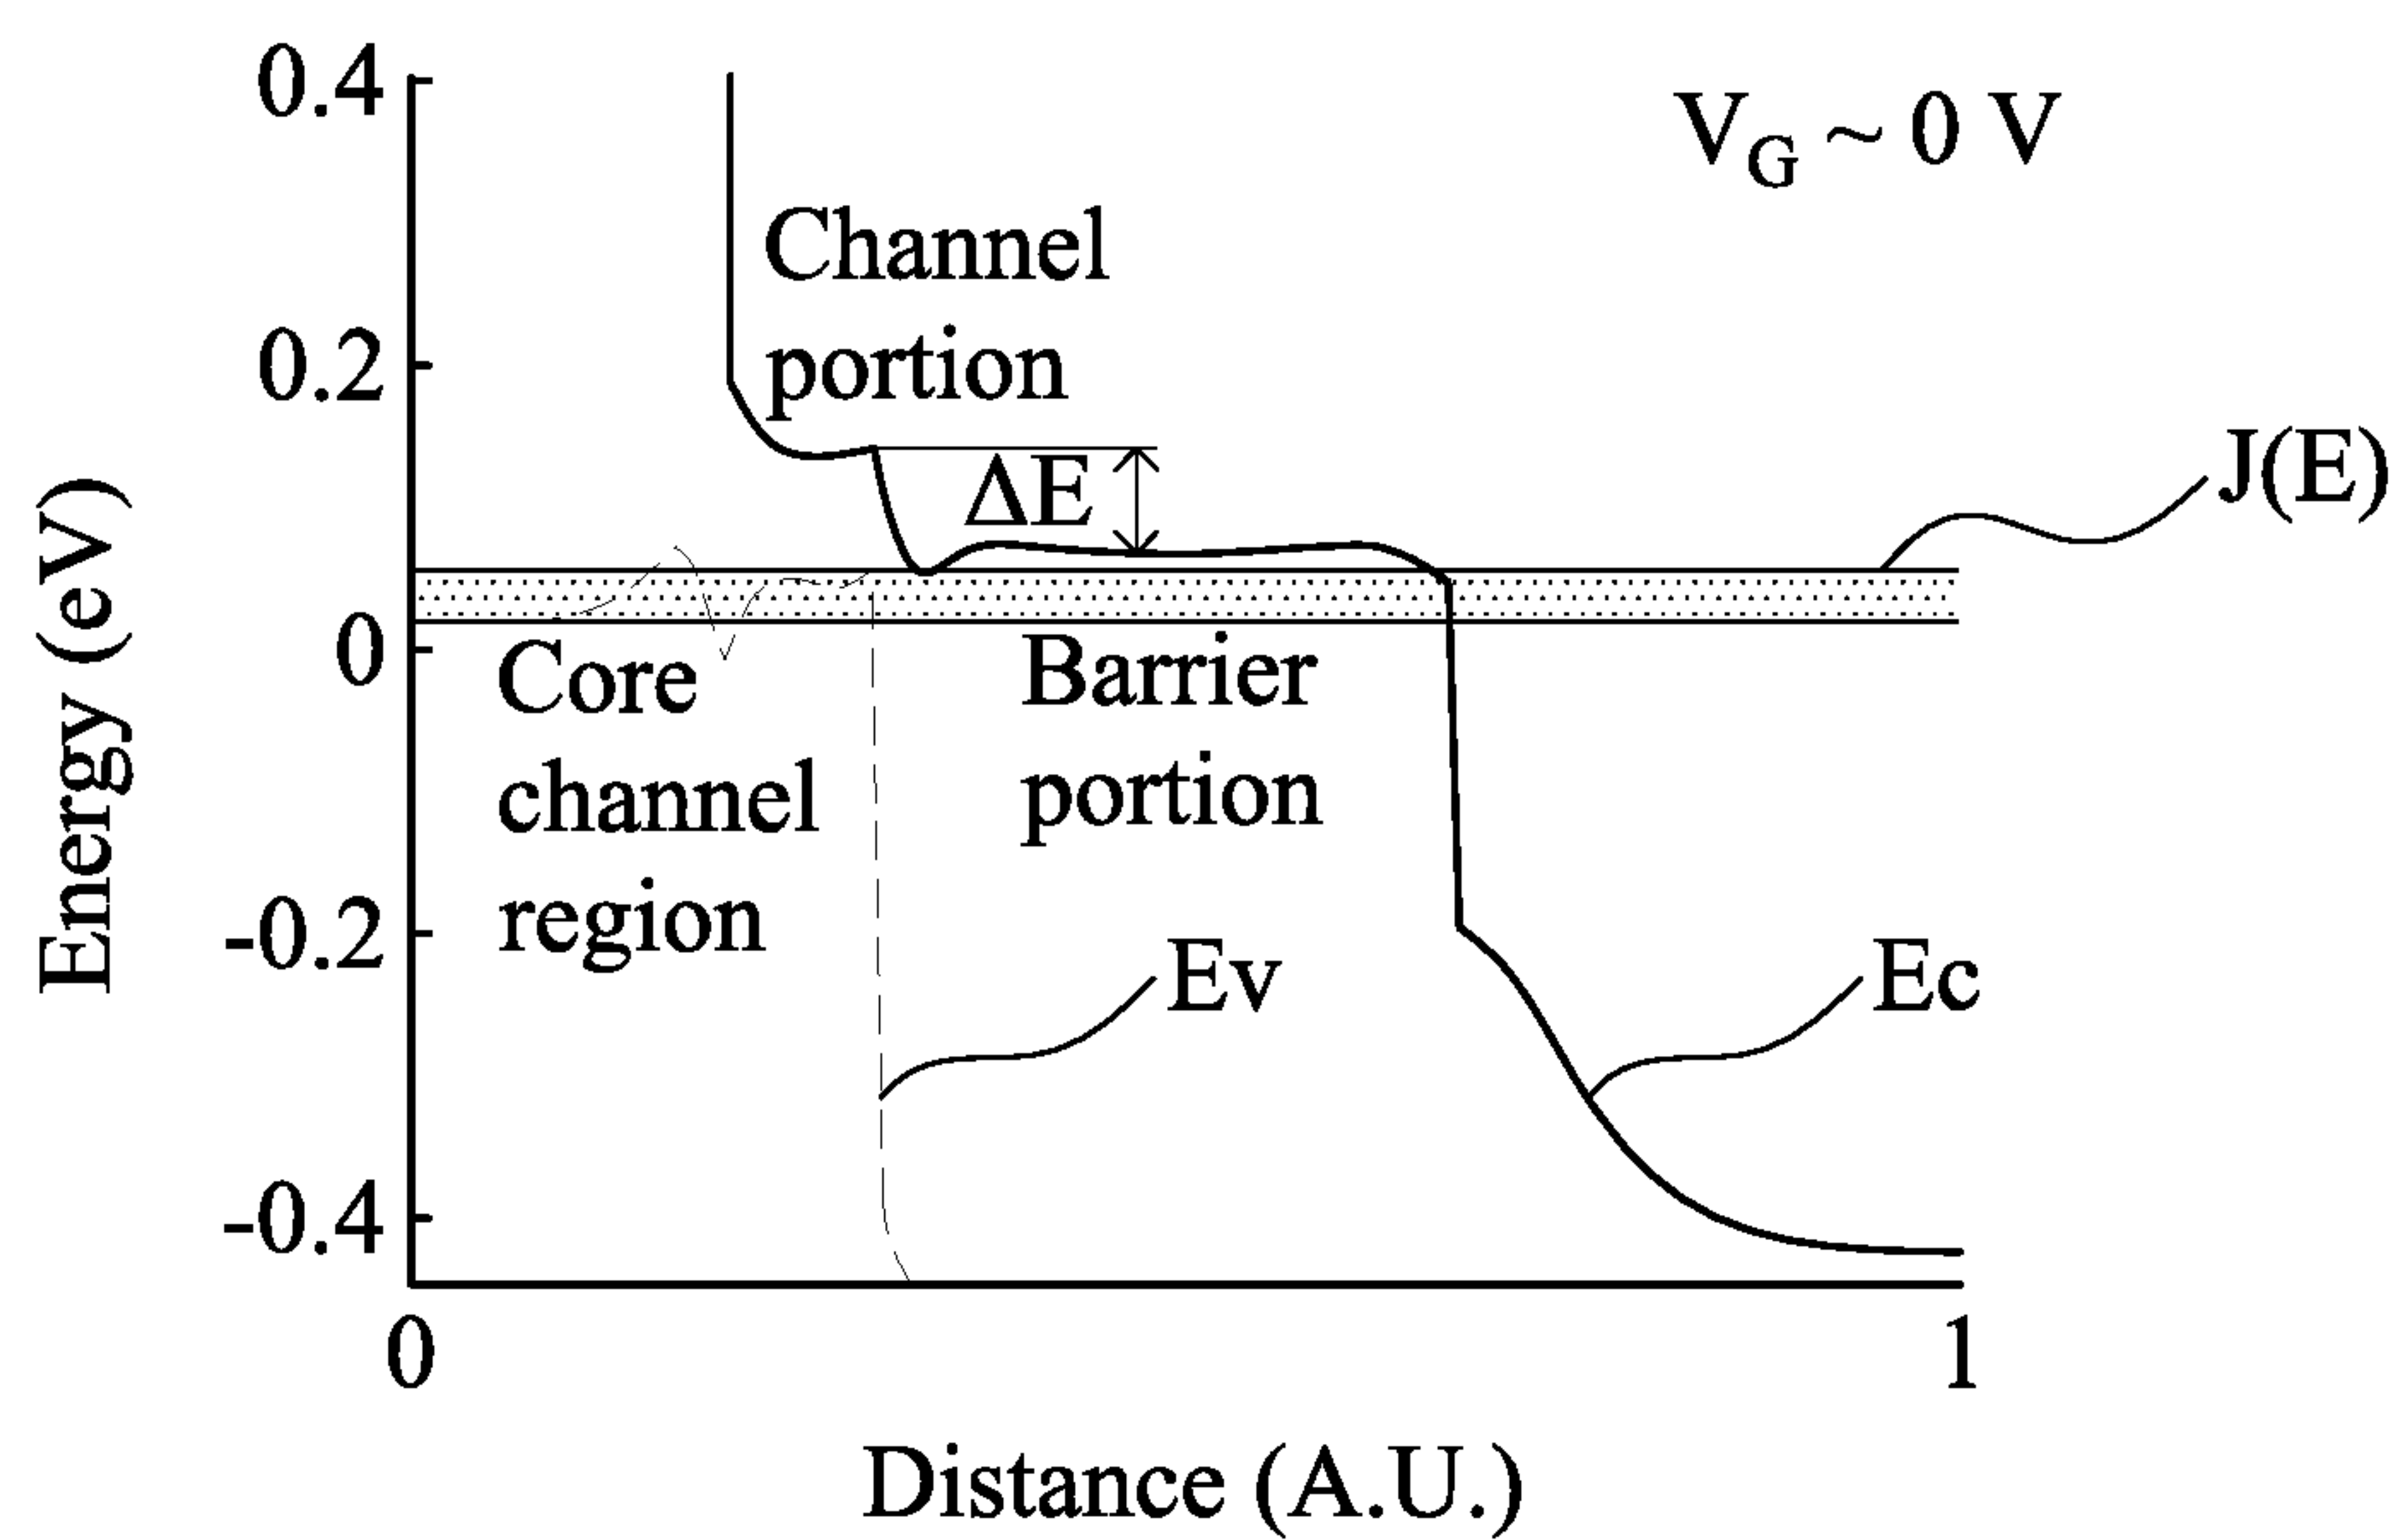 0.4
V_G ~ 0 V
Channel
portion
0.2
J(E)
ΔE
Energy (eV)
0
Core
channel
region
Barrier
portion
-0.2
Ev
Ec
-0.4
0
1
Distance (A.U.)